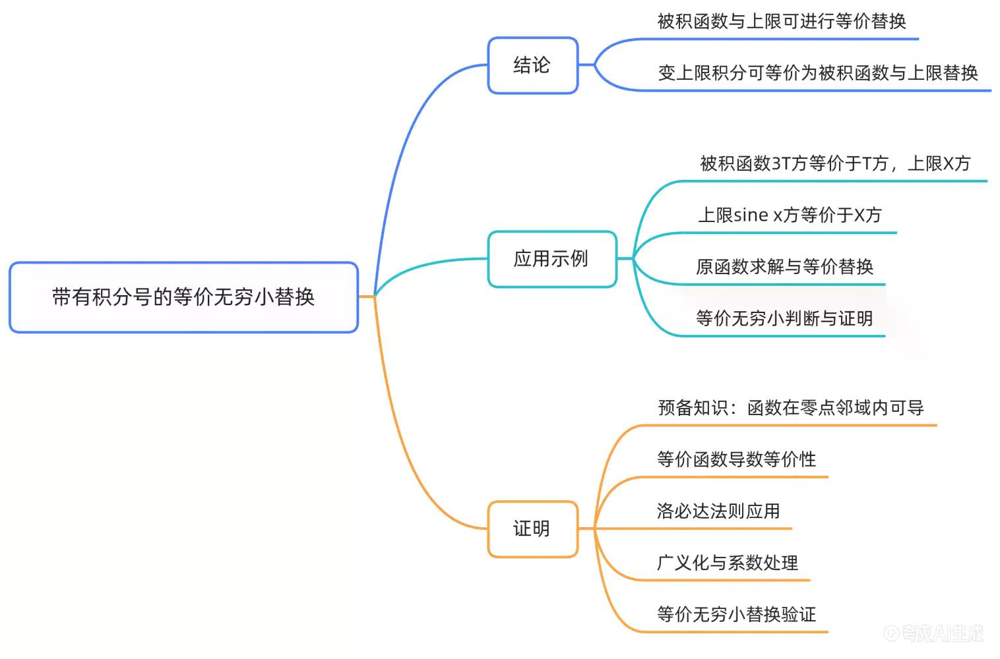 带有积分号的等价无穷小替换
结论
被积函数与上限可进行等价替换
变上限积分可等价为被积函数与上限替换
应用示例
被积函数3T方等价于T方，上限X方
上限sine x方等价于X方
原函数求解与等价替换
等价无穷小判断与证明
证明
预备知识：函数在零点邻域内可导
等价函数导数等价性
洛必达法则应用
广义化与系数处理
等价无穷小替换验证
夸克AI生成